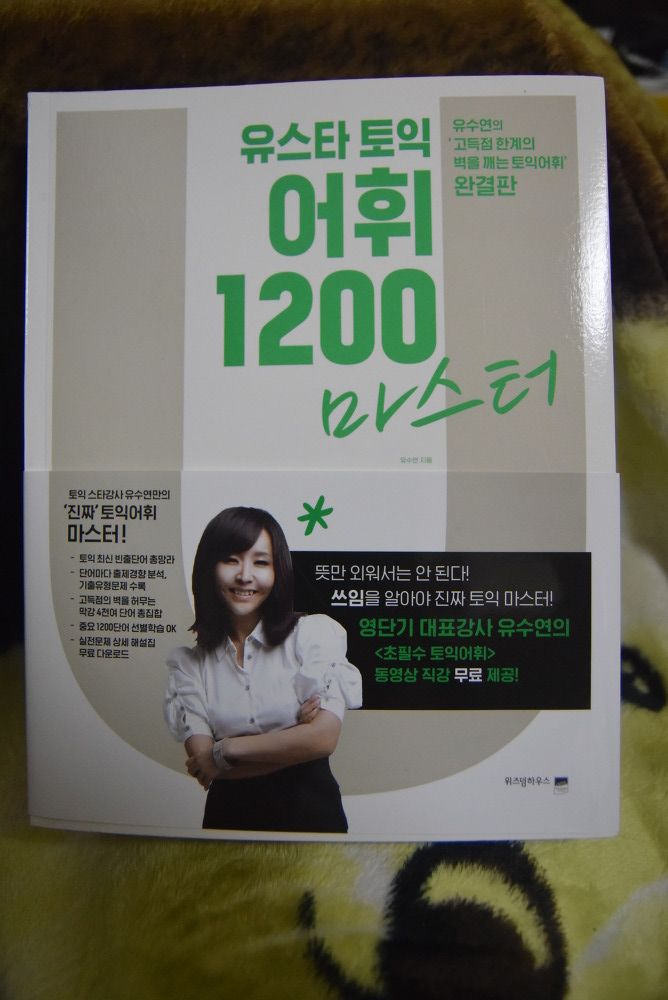 유스타 토익
어휘
1200
마스터
유수연의
'고득점 한계의
벽을 깨는 토익어휘'
완결판
유수연 지음
토익 스타강사 유수연만의
'진짜' 토익어휘
마스터!
- 토익 최신 빈출단어 총망라
- 단어마다 출제경향 분석,
기출유형문제 수록
- 고득점의 벽을 허무는
막강 4천여 단어 총집합
- 중요 1200단어 선별학습 OK
- 실전문제 상세 해설집
무료 다운로드
*
뜻만 외워서는 안 된다!
쓰임을 알아야 진짜 토익 마스터!
영단기 대표강사 유수연의
<초필수 토익어휘>
동영상 직강 무료 제공!
위즈덤하우스